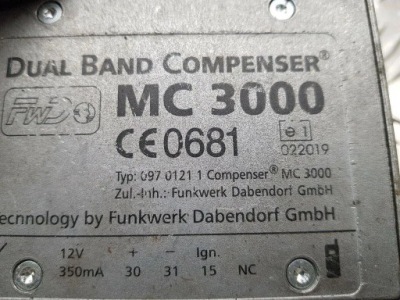 DUAL BAND COMPENSER®
FWD MC 3000
CE0681 e1
022019
Typ: 097 0121 1 Compenser® MC 3000
Zul.-Inh.: Funkwerk Dabendorf GmbH
echnology by Funkwerk Dabendorf GmbH
12V + – Ign.
350mA 30 31 15 NC